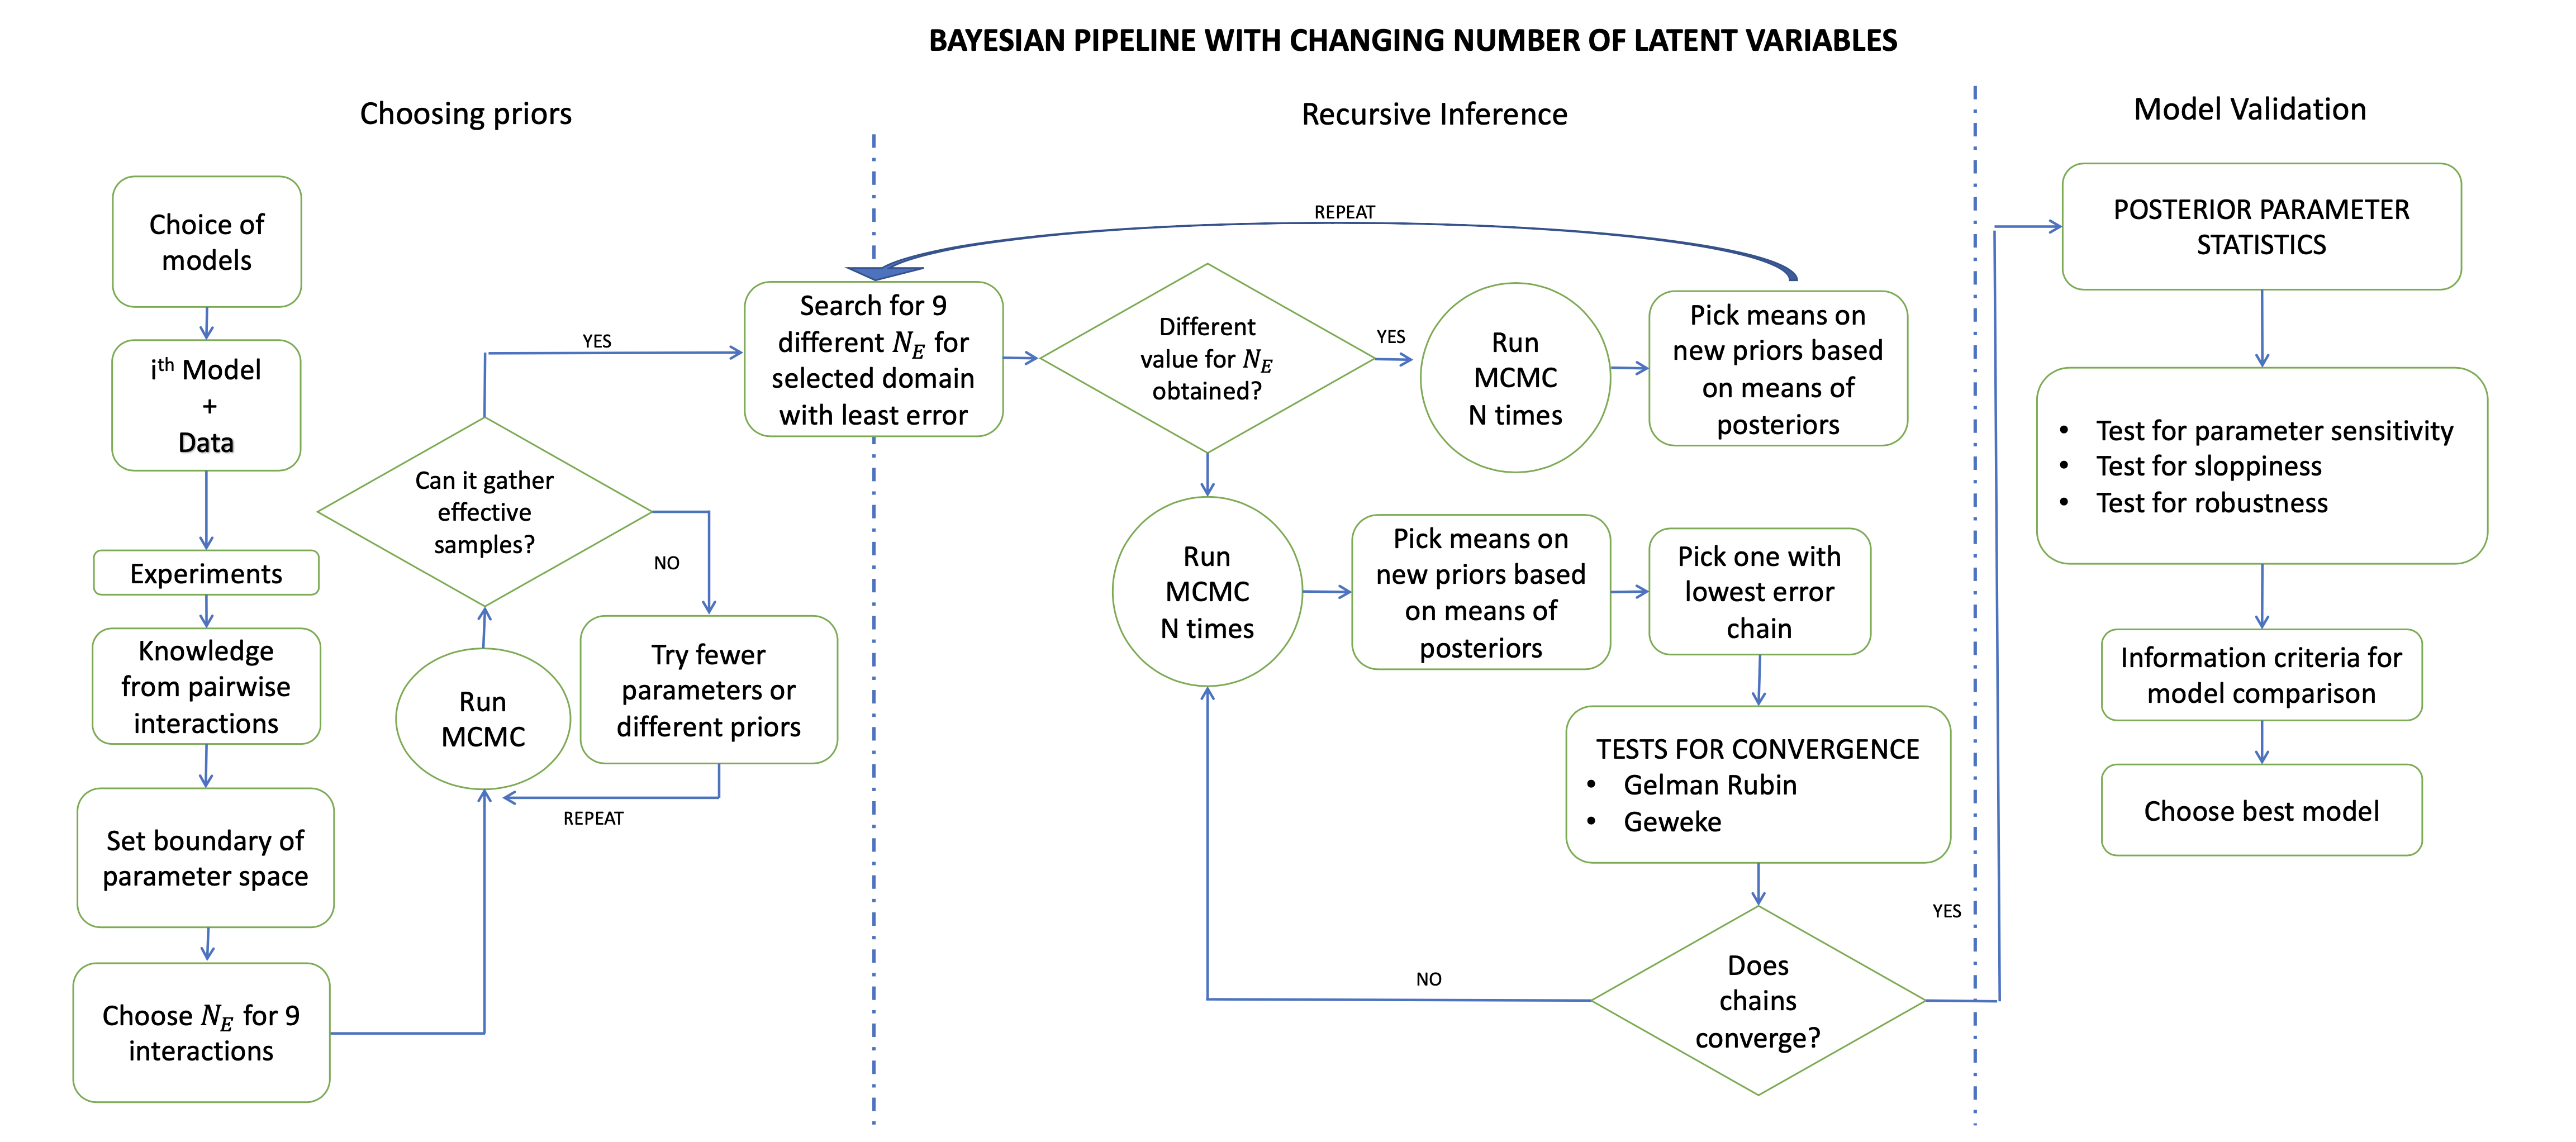 BAYESIAN PIPELINE WITH CHANGING NUMBER OF LATENT VARIABLES
Choosing priors
Choice of
models
iᵗʰ Model
+
Data
Experiments
Knowledge
from pairwise
interactions
Set boundary of
parameter space
Choose N_E for 9
interactions
Run
MCMC
Can it gather
effective
samples?
YES
NO
Try fewer
parameters or
different priors
REPEAT
Recursive Inference
REPEAT
Search for 9
different N_E for
selected domain
with least error
Different
value for N_E
obtained?
YES
Run
MCMC
N times
Pick means on
new priors based
on means of
posteriors
Run
MCMC
N times
Pick means on
new priors based
on means of
posteriors
Pick one with
lowest error
chain
TESTS FOR CONVERGENCE
• Gelman Rubin
• Geweke
Does
chains
converge?
NO
YES
Model Validation
POSTERIOR PARAMETER
STATISTICS
• Test for parameter sensitivity
• Test for sloppiness
• Test for robustness
Information criteria for
model comparison
Choose best model